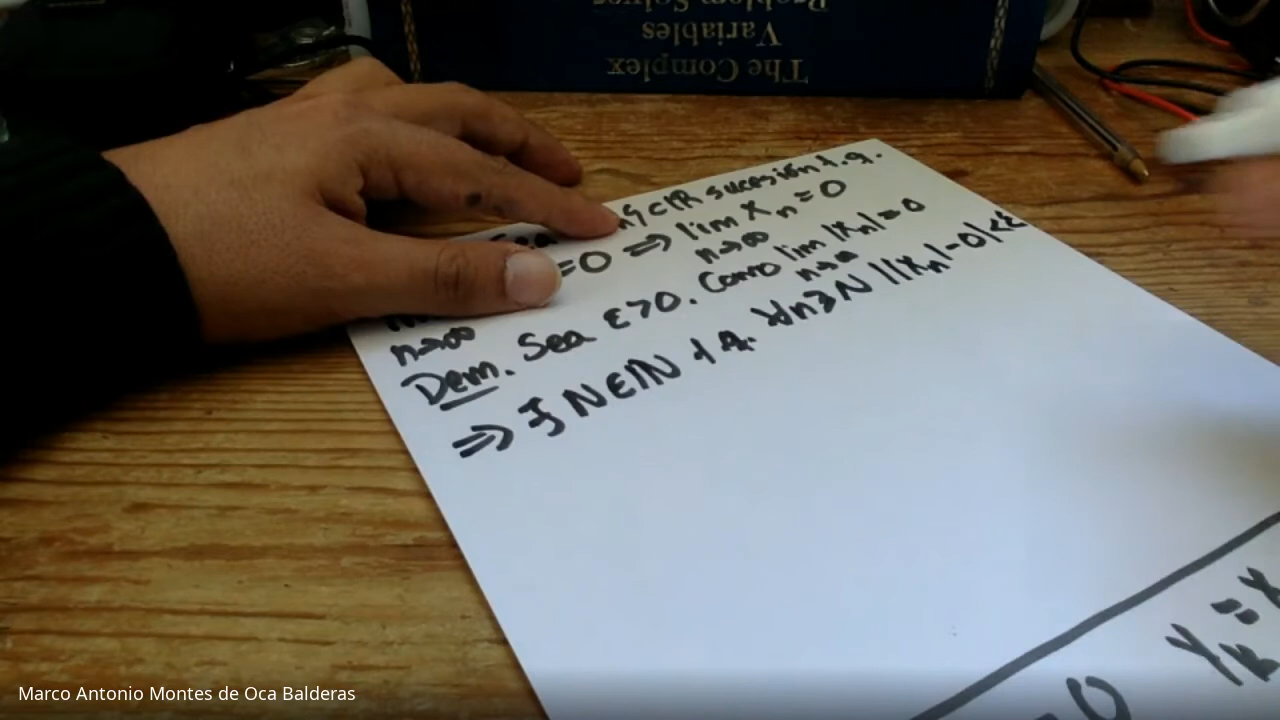 The Complex
Variables
Problem Solver
Sea {xn}⊂ℝ sucesión t.q.
=0 ⇒ lim xn=0
n→∞
n→∞
Dem. Sea ε>0. Como lim |xn|=0
n→∞
⇒ ∃ N∈ℕ t.q. ∀n≥N ||xn|-0|<ε
Marco Antonio Montes de Oca Balderas